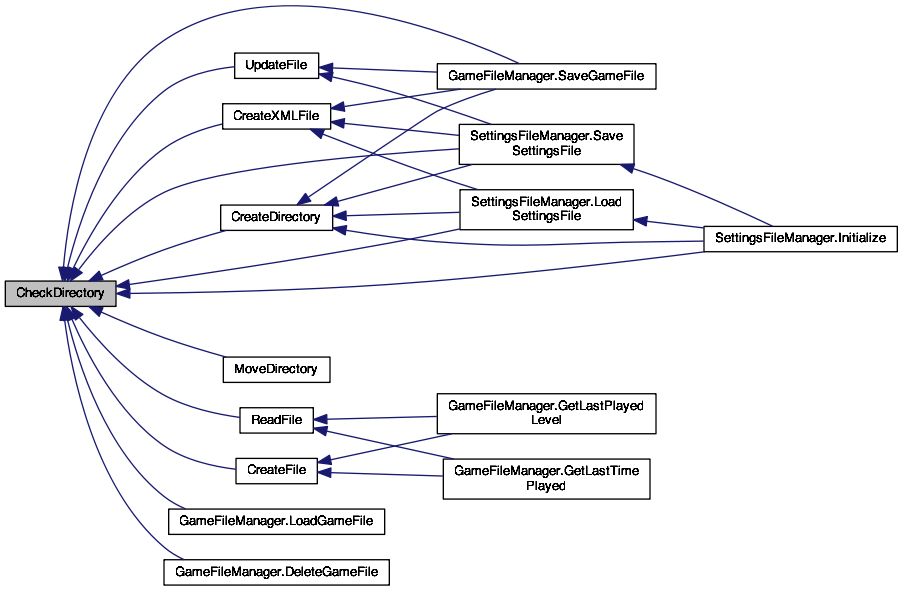 UpdateFile
GameFileManager.SaveGameFile
CreateXMLFile
SettingsFileManager.Save
SettingsFile
SettingsFileManager.Load
SettingsFile
CreateDirectory
SettingsFileManager.Initialize
CheckDirectory
MoveDirectory
GameFileManager.GetLastPlayed
Level
ReadFile
CreateFile
GameFileManager.GetLastTime
Played
GameFileManager.LoadGameFile
GameFileManager.DeleteGameFile